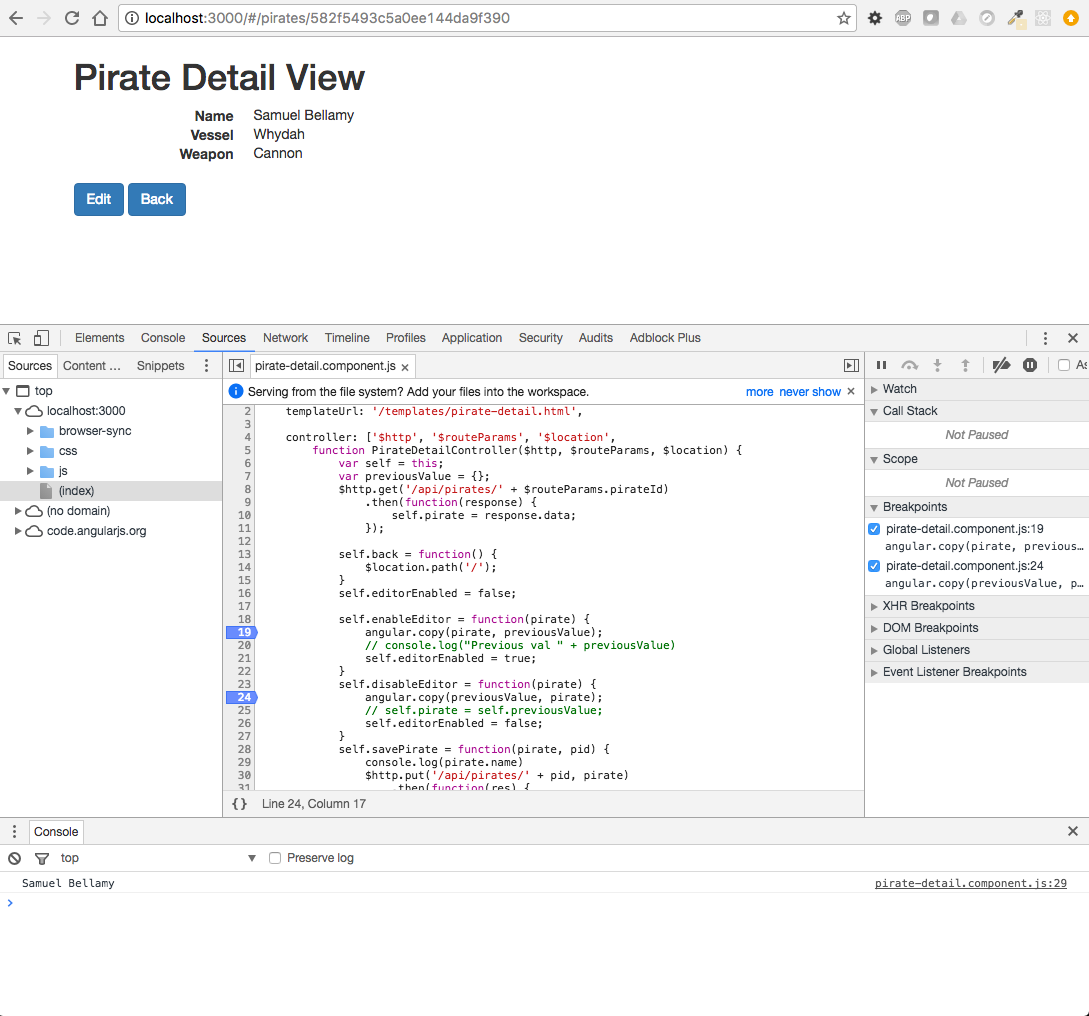 localhost:3000/#/pirates/582f5493c5a0ee144da9f390
ABP
Pirate Detail View
Name Samuel Bellamy
Vessel Whydah
Weapon Cannon
Edit Back
Elements Console Sources Network Timeline Profiles Application Security Audits Adblock Plus
Sources Content ... Snippets
pirate-detail.component.js ×
As
Serving from the file system? Add your files into the workspace. more never show ×
top
localhost:3000
browser-sync
css
js
(index)
(no domain)
code.angularjs.org
2 templateUrl: '/templates/pirate-detail.html',
3
4 controller: ['$http', '$routeParams', '$location',
5 function PirateDetailController($http, $routeParams, $location) {
6 var self = this;
7 var previousValue = {};
8 $http.get('/api/pirates/' + $routeParams.pirateId)
9 .then(function(response) {
10 self.pirate = response.data;
11 });
12
13 self.back = function() {
14 $location.path('/');
15 }
16 self.editorEnabled = false;
17
18 self.enableEditor = function(pirate) {
19 angular.copy(pirate, previousValue);
20 // console.log("Previous val " + previousValue)
21 self.editorEnabled = true;
22 }
23 self.disableEditor = function(pirate) {
24 angular.copy(previousValue, pirate);
25 // self.pirate = self.previousValue;
26 self.editorEnabled = false;
27 }
28 self.savePirate = function(pirate, pid) {
29 console.log(pirate.name)
30 $http.put('/api/pirates/' + pid, pirate)
31 .then(function(res) {
{} Line 24, Column 17
Watch
Call Stack
Not Paused
Scope
Not Paused
Breakpoints
pirate-detail.component.js:19
angular.copy(pirate, previous...
pirate-detail.component.js:24
angular.copy(previousValue, p...
XHR Breakpoints
DOM Breakpoints
Global Listeners
Event Listener Breakpoints
Console
top Preserve log
Samuel Bellamy pirate-detail.component.js:29